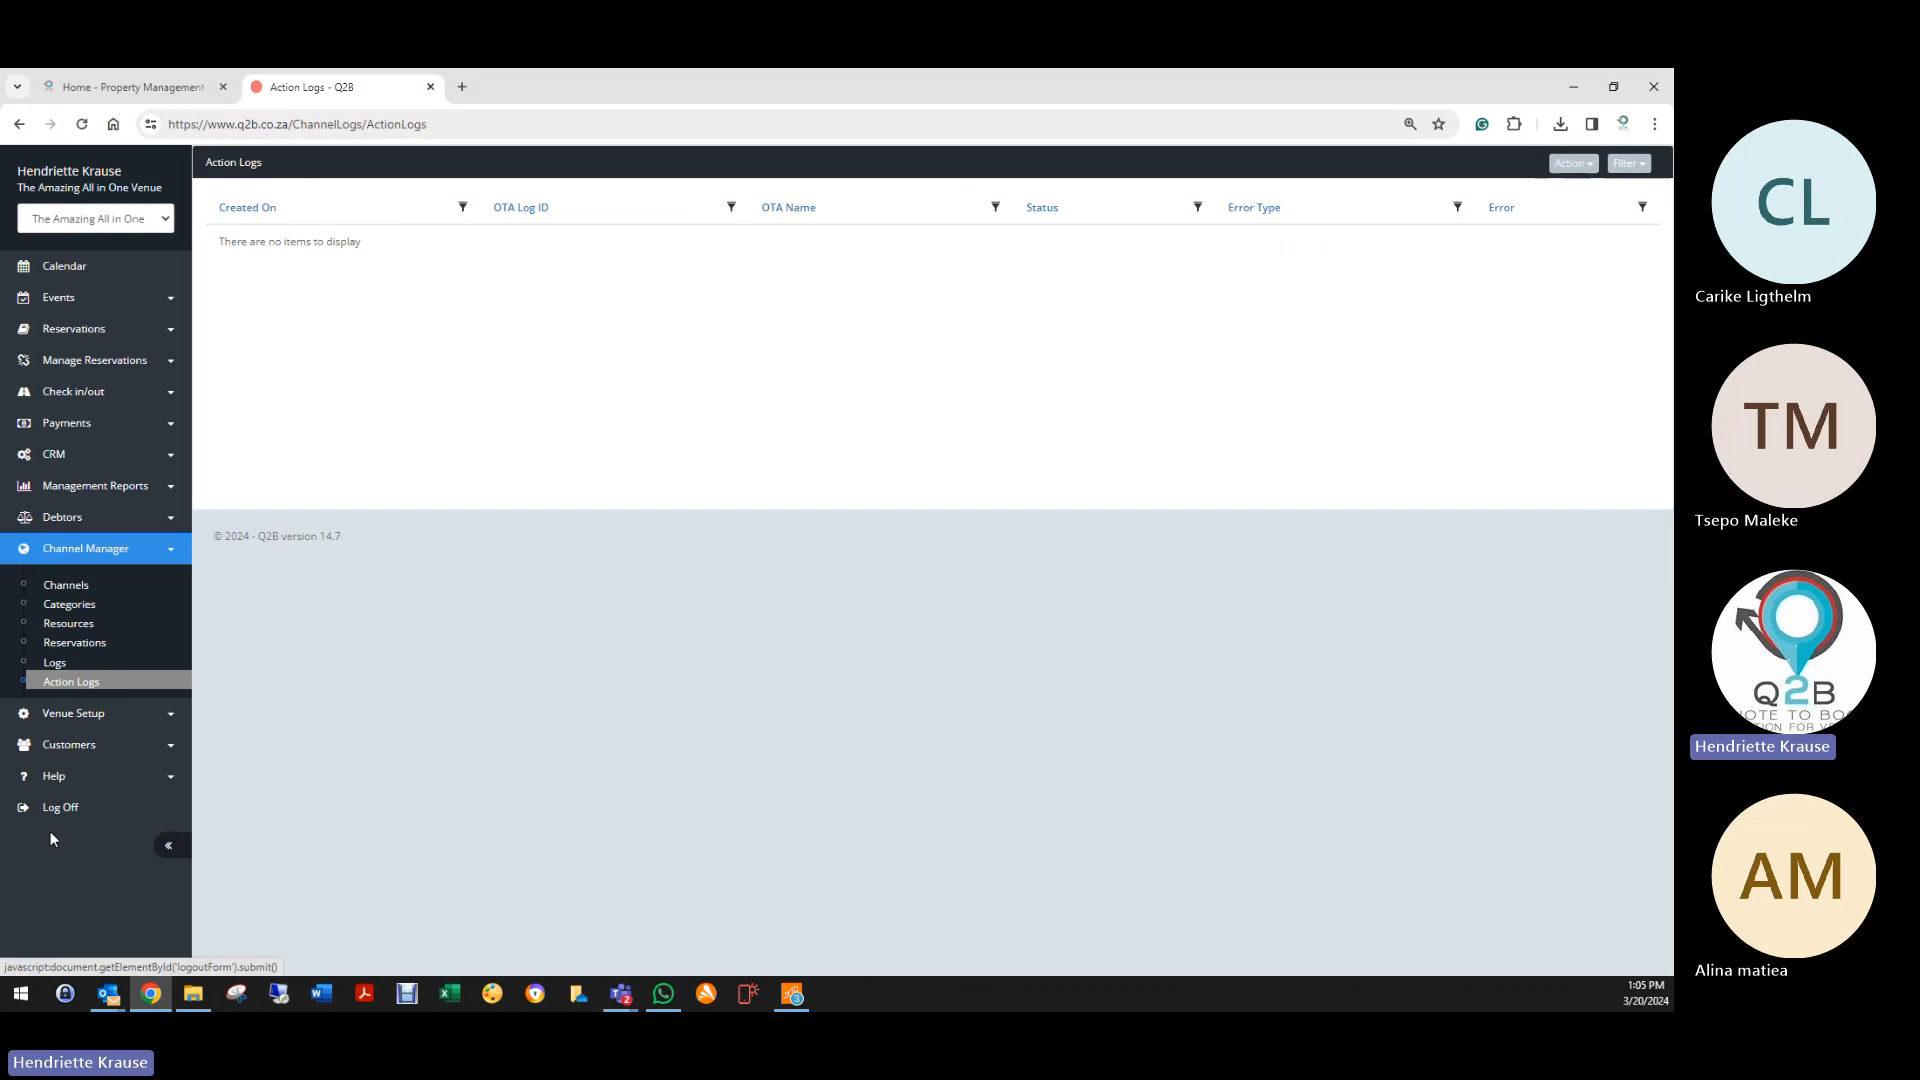 Home - Property Management
Action Logs - Q2B
https://www.q2b.co.za/ChannelLogs/ActionLogs
Hendriette Krause
The Amazing All in One Venue
The Amazing All in One
Calendar
Events
Reservations
Manage Reservations
Check in/out
Payments
CRM
Management Reports
Debtors
Channel Manager
Channels
Categories
Resources
Reservations
Logs
Action Logs
Venue Setup
Customers
Help
Log Off
Action Logs
Action
Filter
Created On
OTA Log ID
OTA Name
Status
Error Type
Error
There are no items to display
© 2024 - Q2B version 14.7
javascript:document.getElementById('logoutForm').submit()
1:05 PM
3/20/2024
CL
Carike Ligthelm
TM
Tsepo Maleke
Q2B
Hendriette Krause
AM
Alina matiea
Hendriette Krause